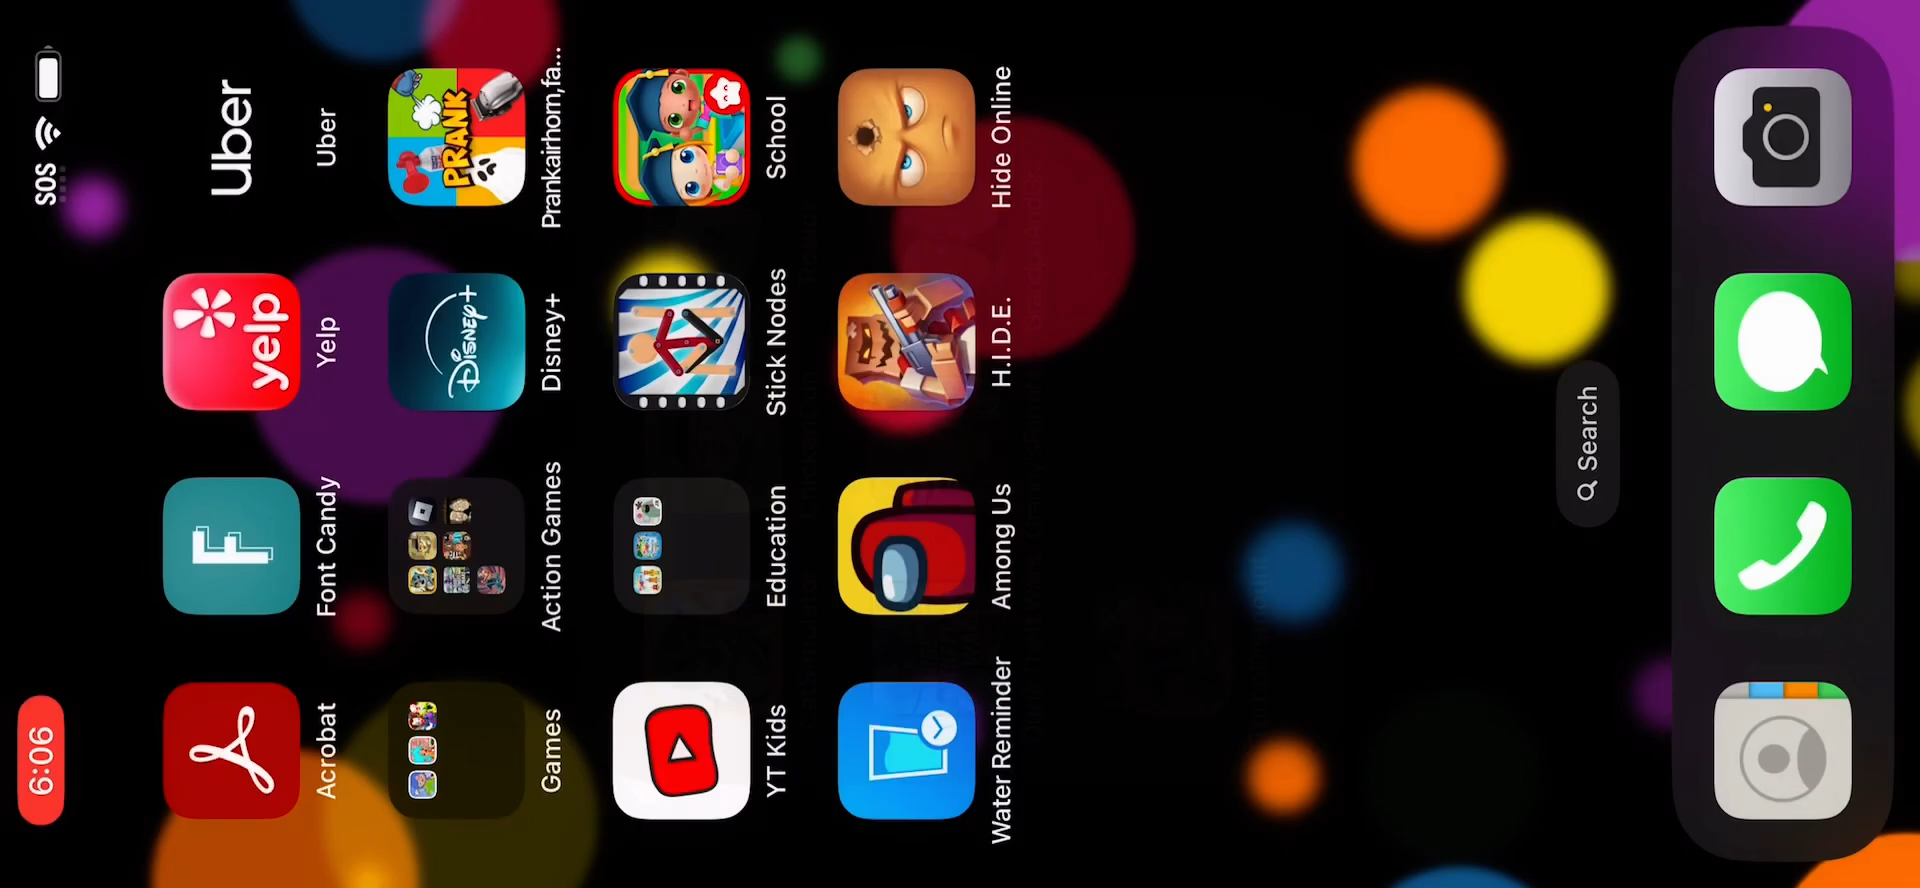 6:06
SOS
F
yelp
Uber
Acrobat
Font Candy
Yelp
Uber
Disney+
PRANK
Games
Action Games
Disney+
Prankairhorn,fa...
YT Kids
Education
Stick Nodes
School
Water Reminder
Among Us
H.I.D.E.
Hide Online
Search